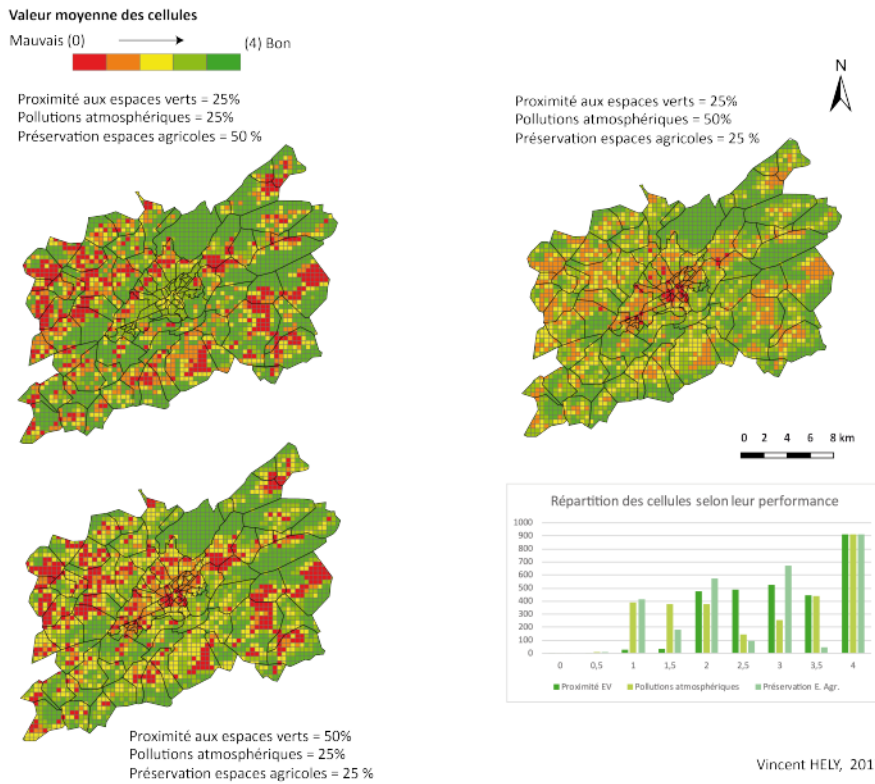 Valeur moyenne des cellules
Mauvais (0)
(4) Bon
Proximité aux espaces verts = 25%
Pollutions atmosphériques = 25%
Préservation espaces agricoles = 50 %
Proximité aux espaces verts = 25%
Pollutions atmosphériques = 50%
Préservation espaces agricoles = 25 %
N
0 2 4 6 8 km
Répartition des cellules selon leur performance
1000
900
800
700
600
500
400
300
200
100
0
0 0,5 1 1,5 2 2,5 3 3,5 4
Proximité EV Pollutions atmosphériques Préservation E. Agr.
Proximité aux espaces verts = 50%
Pollutions atmosphériques = 25%
Préservation espaces agricoles = 25 %
Vincent HELY, 201